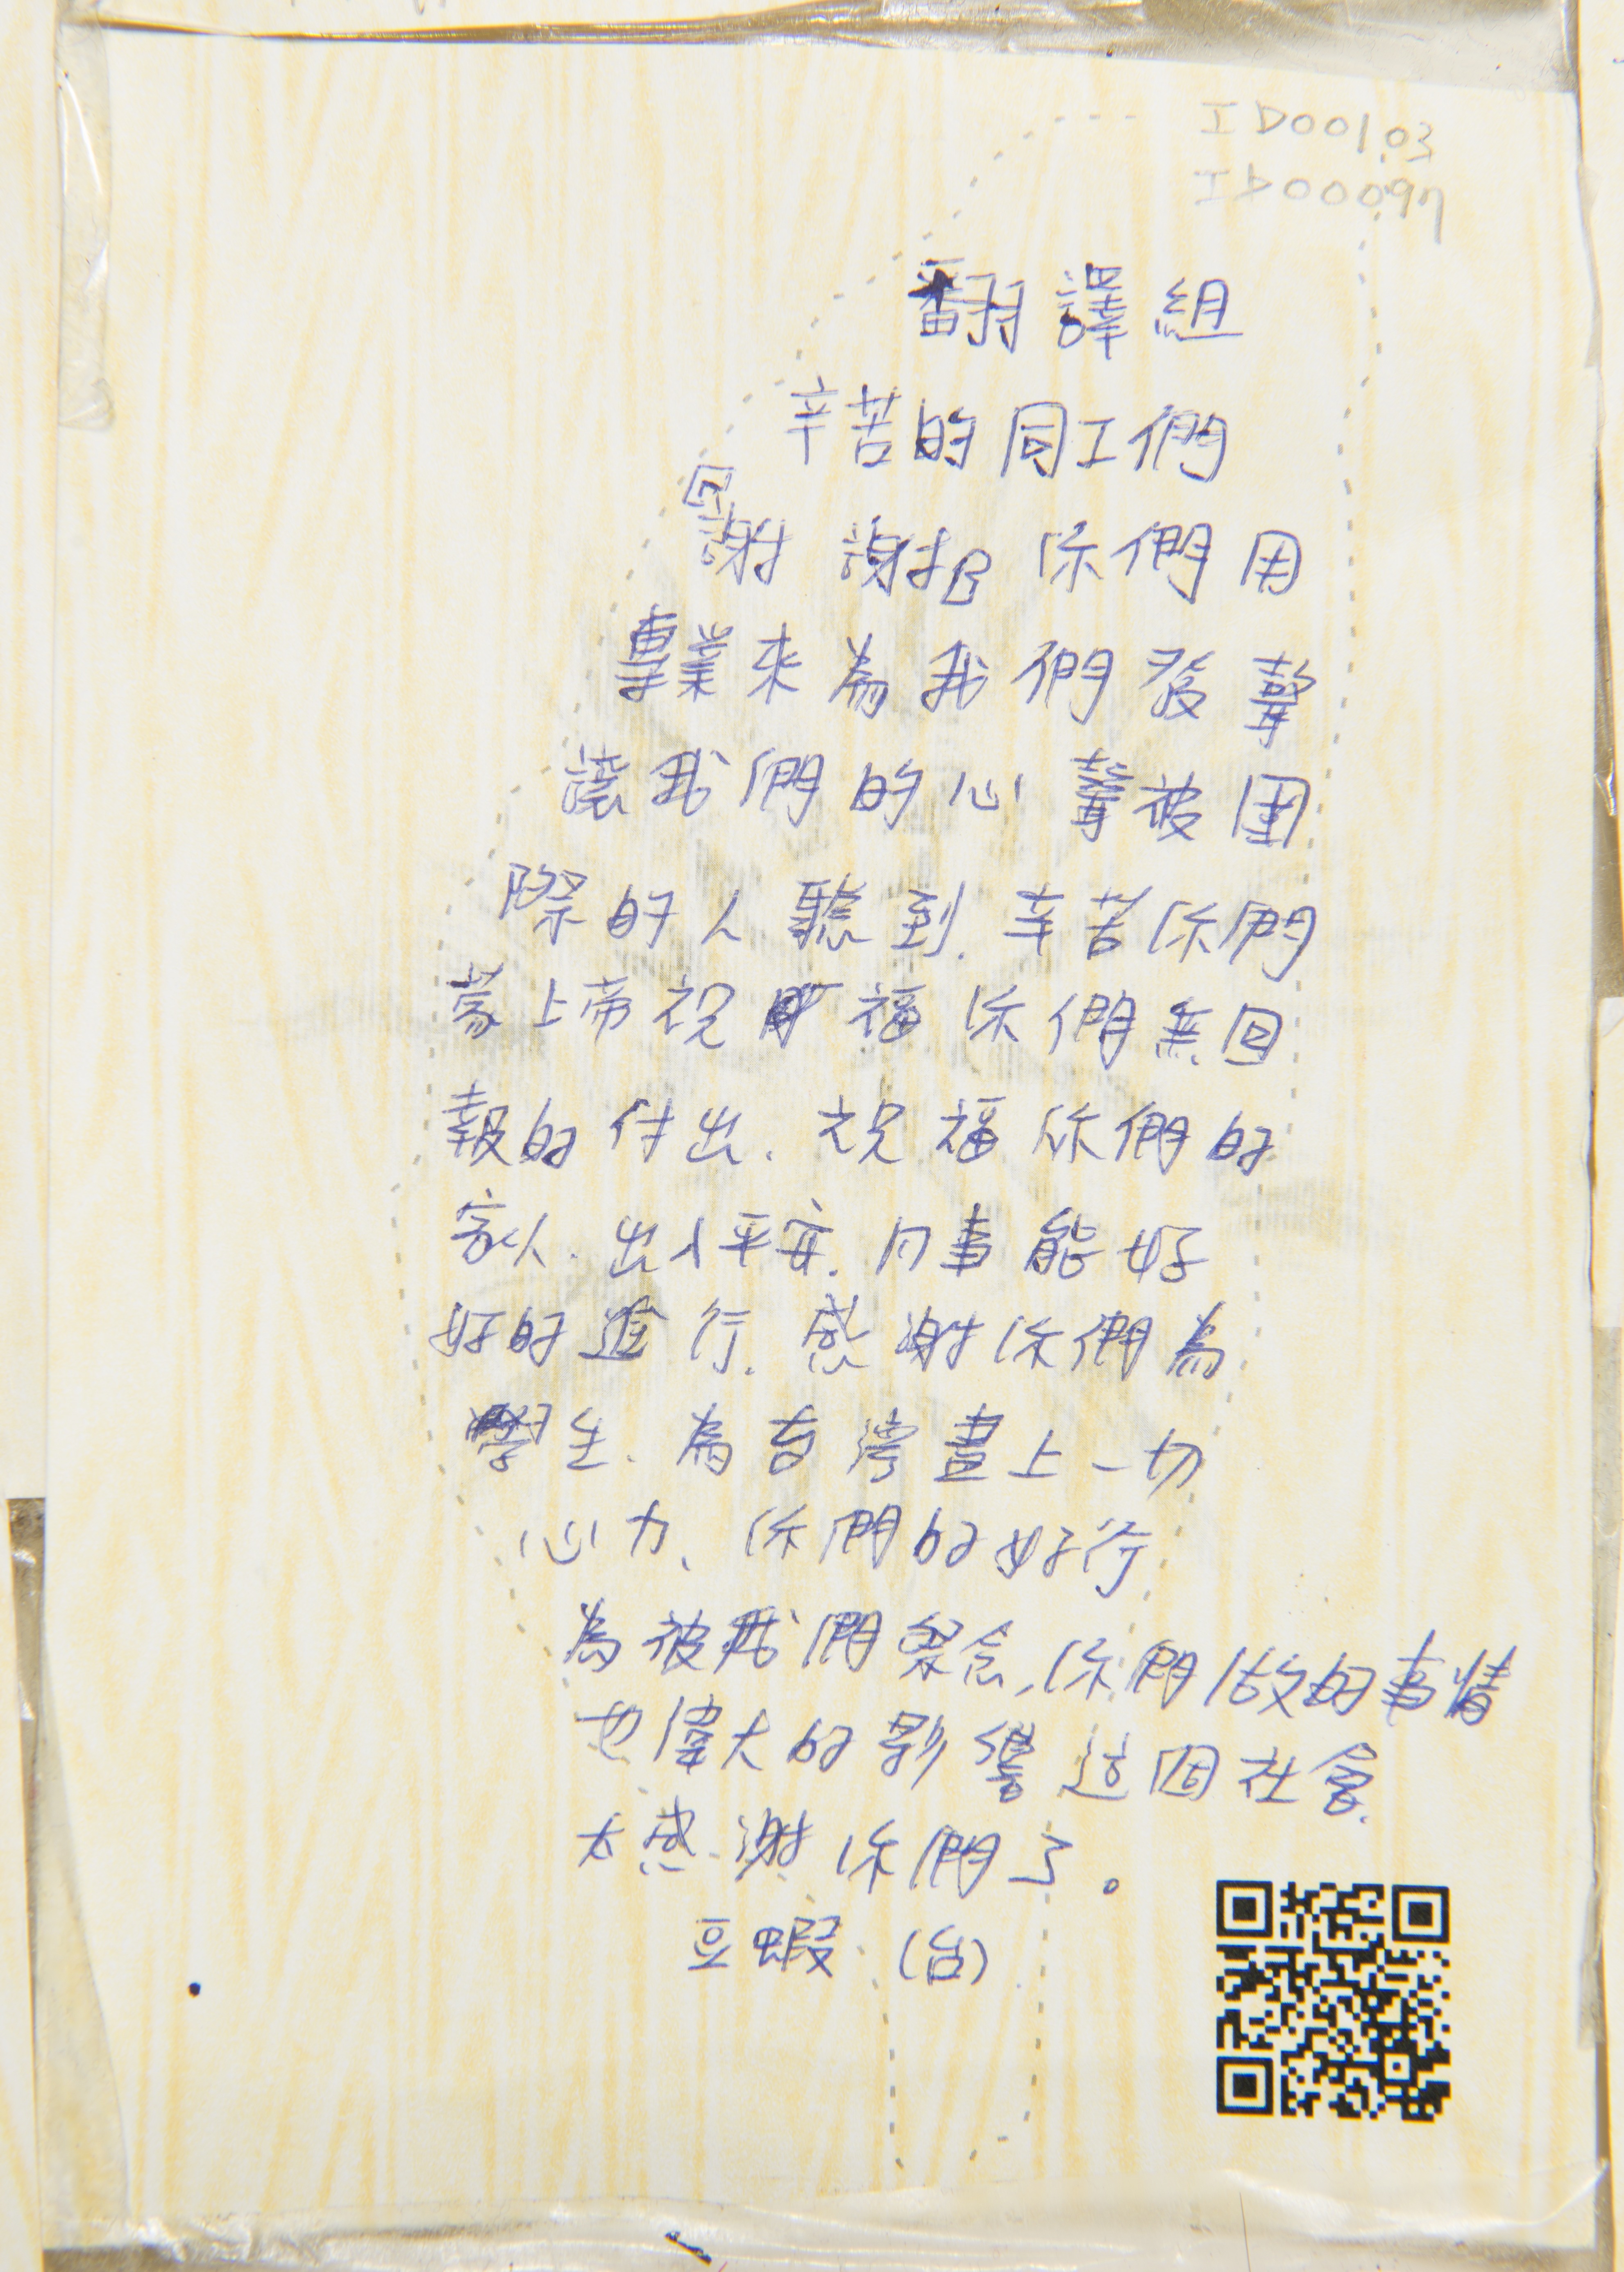 ID00103
ID00097
翻譯組
辛苦的同工們
回
謝謝 你們用
專業來為我們發聲
讓我們的心聲被國
際的人聽到.辛苦你們
蒙上帝祝福你們無回
報的付出.祝福你們的
家人.出入平安.凡事能好
好的進行.感謝你們為
學生.為台灣盡上一切
心力、你們的好行
為被我們祭念,你們做的事情
也偉大的影響這個社會.
太感謝你們了。
豆蝦 (台)